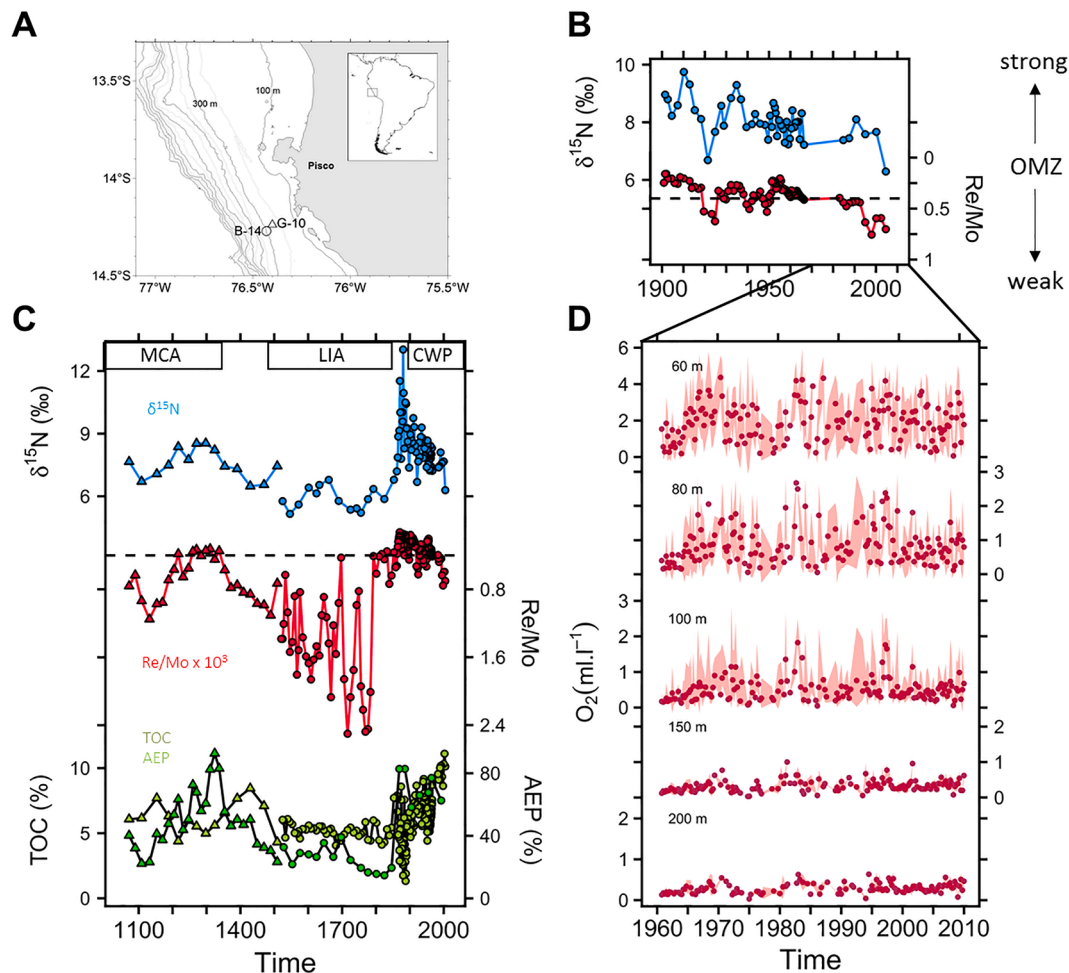 A
13.5°S
14°S
14.5°S
77°W
76.5°W
76°W
75.5°W
300 m
100 m
Pisco
B-14
G-10
B
δ15N (‰)
10
8
6
0
0.5
1
Re/Mo
1900
1950
2000
strong
OMZ
weak
C
MCA
LIA
CWP
δ15N (‰)
12
9
6
δ15N
0.8
1.6
2.4
Re/Mo
Re/Mo x 10³
TOC
AEP
TOC (%)
10
5
0
80
40
0
AEP (%)
1100
1400
1700
2000
Time
D
60 m
6
4
2
0
80 m
3
2
1
0
100 m
3
2
1
0
150 m
2
1
0
200 m
2
1
0
O₂(ml.l⁻¹)
1960
1970
1980
1990
2000
2010
Time